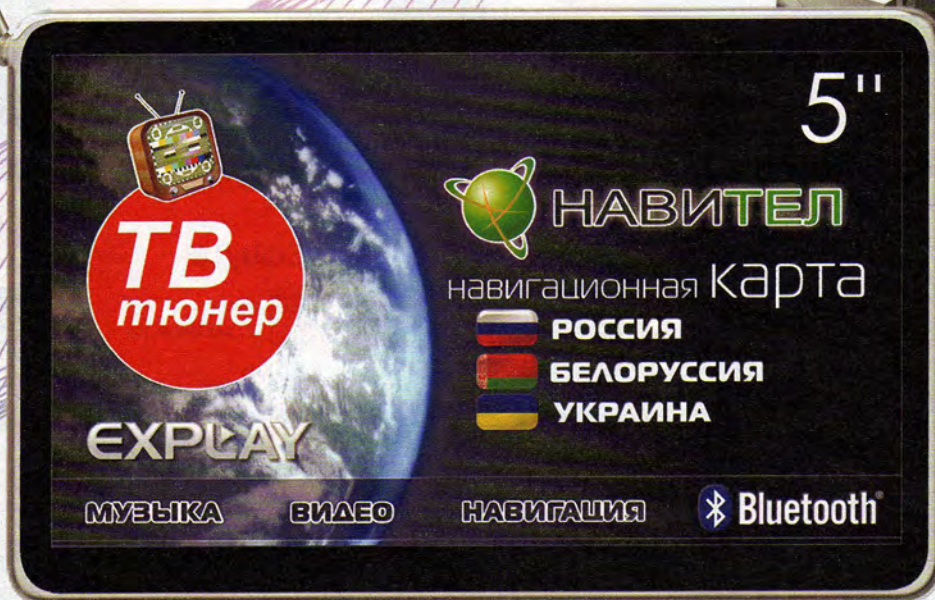 5"
ТВ
тюнер
НАВИТЕЛ
навигационная карта
РОССИЯ
БЕЛОРУССИЯ
УКРАИНА
EXPLAY
МУЗЫКА ВИДЕО НАВИГАЦИЯ Bluetooth®